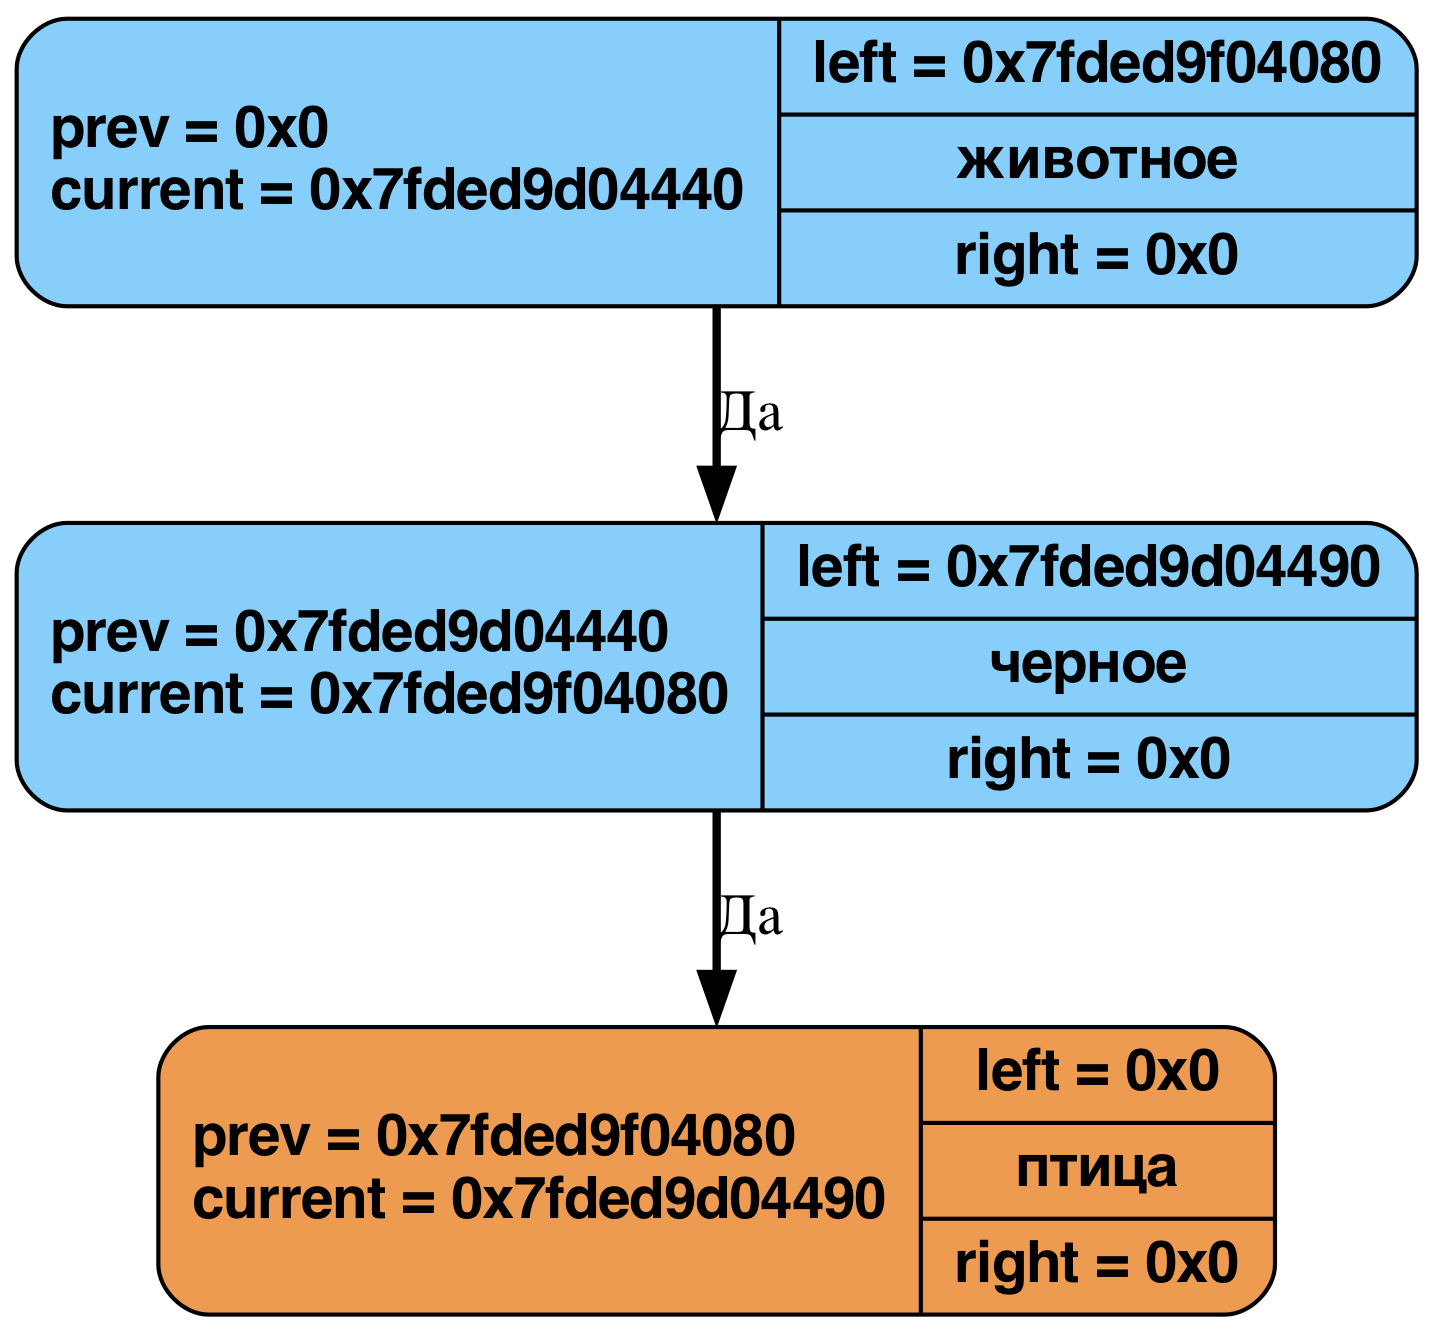 prev = 0x0
current = 0x7fded9d04440
left = 0x7fded9f04080
животное
right = 0x0
Да
prev = 0x7fded9d04440
current = 0x7fded9f04080
left = 0x7fded9d04490
черное
right = 0x0
Да
prev = 0x7fded9f04080
current = 0x7fded9d04490
left = 0x0
птица
right = 0x0